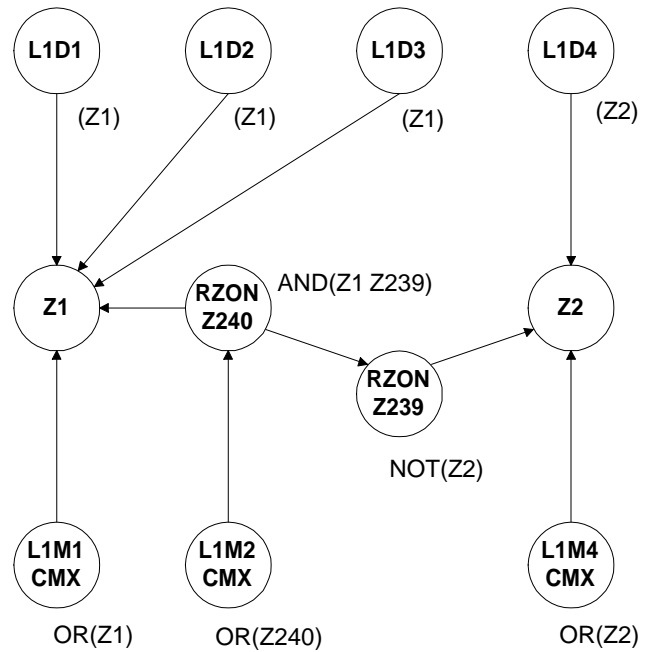 L1D1
L1D2
L1D3
L1D4
(Z1)
(Z1)
(Z1)
(Z2)
Z1
RZON
Z240
AND(Z1 Z239)
Z2
RZON
Z239
NOT(Z2)
L1M1
CMX
L1M2
CMX
L1M4
CMX
OR(Z1)
OR(Z240)
OR(Z2)